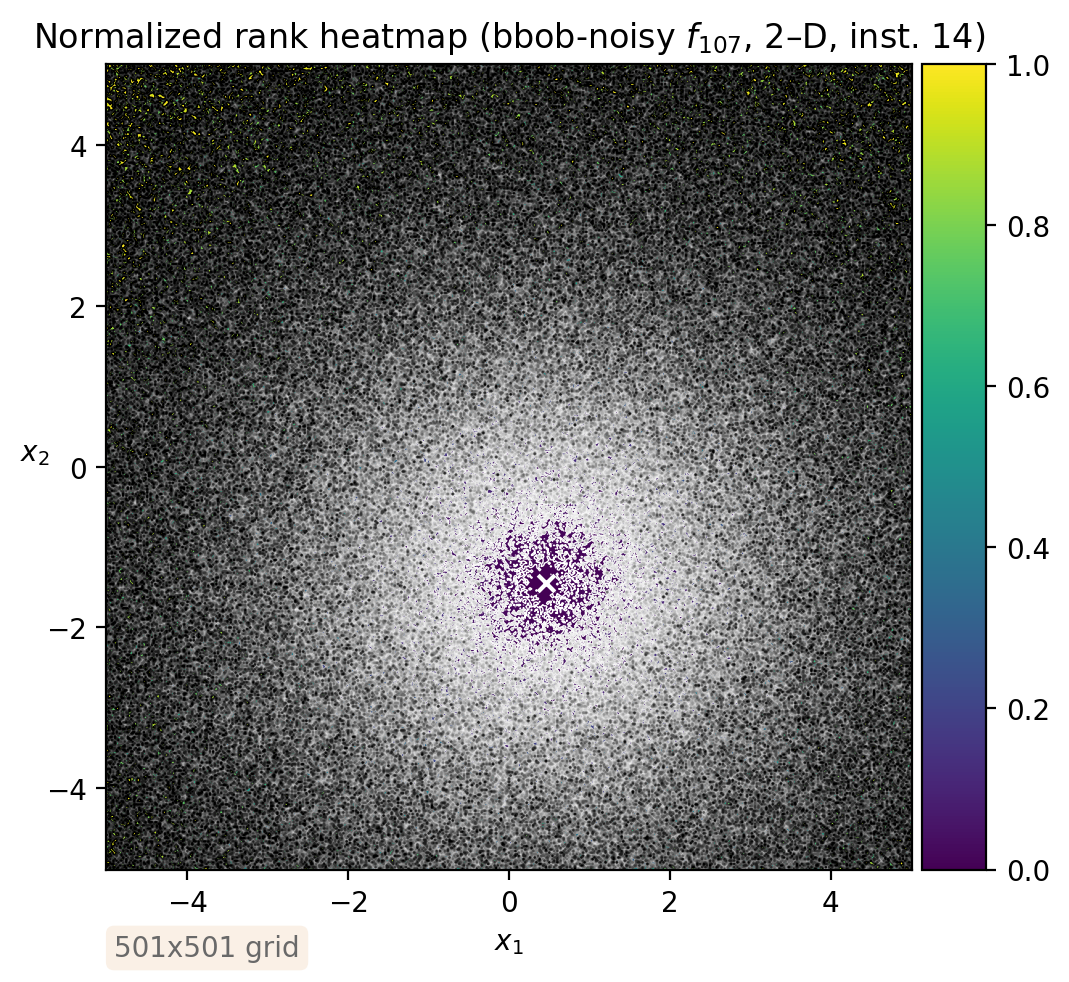 Normalized rank heatmap (bbob-noisy f₁₀₇, 2–D, inst. 14)
1.0
0.8
0.6
0.4
0.2
0.0
4
2
0
−2
−4
x₂
−4 −2 0 2 4
x₁
501x501 grid